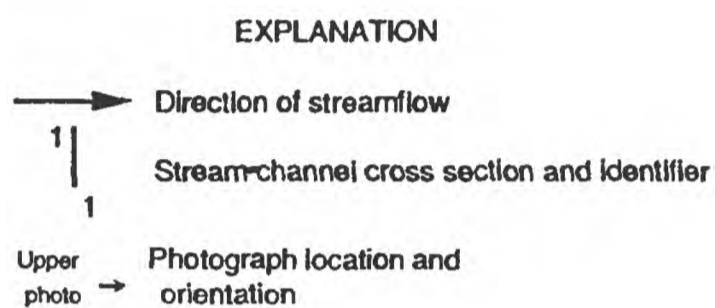 EXPLANATION
Direction of streamflow
1
Stream-channel cross section and identifier
1
Upper photo
Photograph location and
orientation